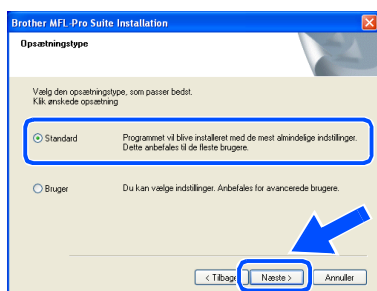 Brother MFL-Pro Suite Installation
Opsætningstype
Vælg den opsætningstype, som passer bedst.
Klik ønskede opsætning
Standard
Programmet vil blive installeret med de mest almindelige indstillinger.
Dette anbefales til de fleste brugere.
Bruger
Du kan vælge indstillinger. Anbefales for avancerede brugere.
< Tilbage
Næste >
Annuller